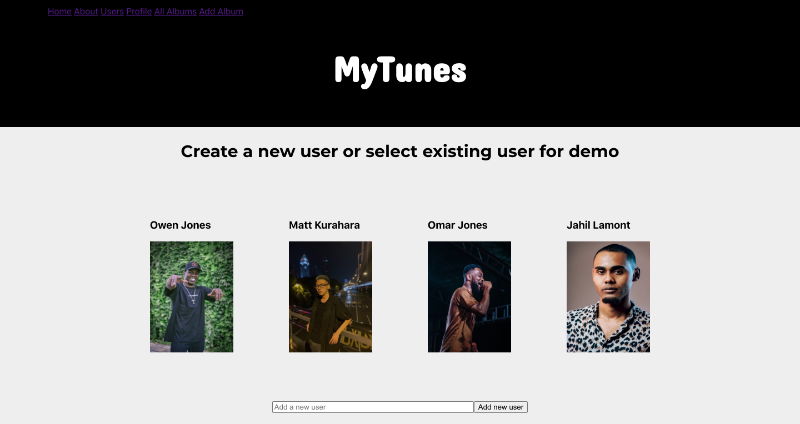 Home About Users Profile All Albums Add Album
MyTunes
Create a new user or select existing user for demo
Owen Jones
Matt Kurahara
Omar Jones
Jahil Lamont
Add a new user
Add new user